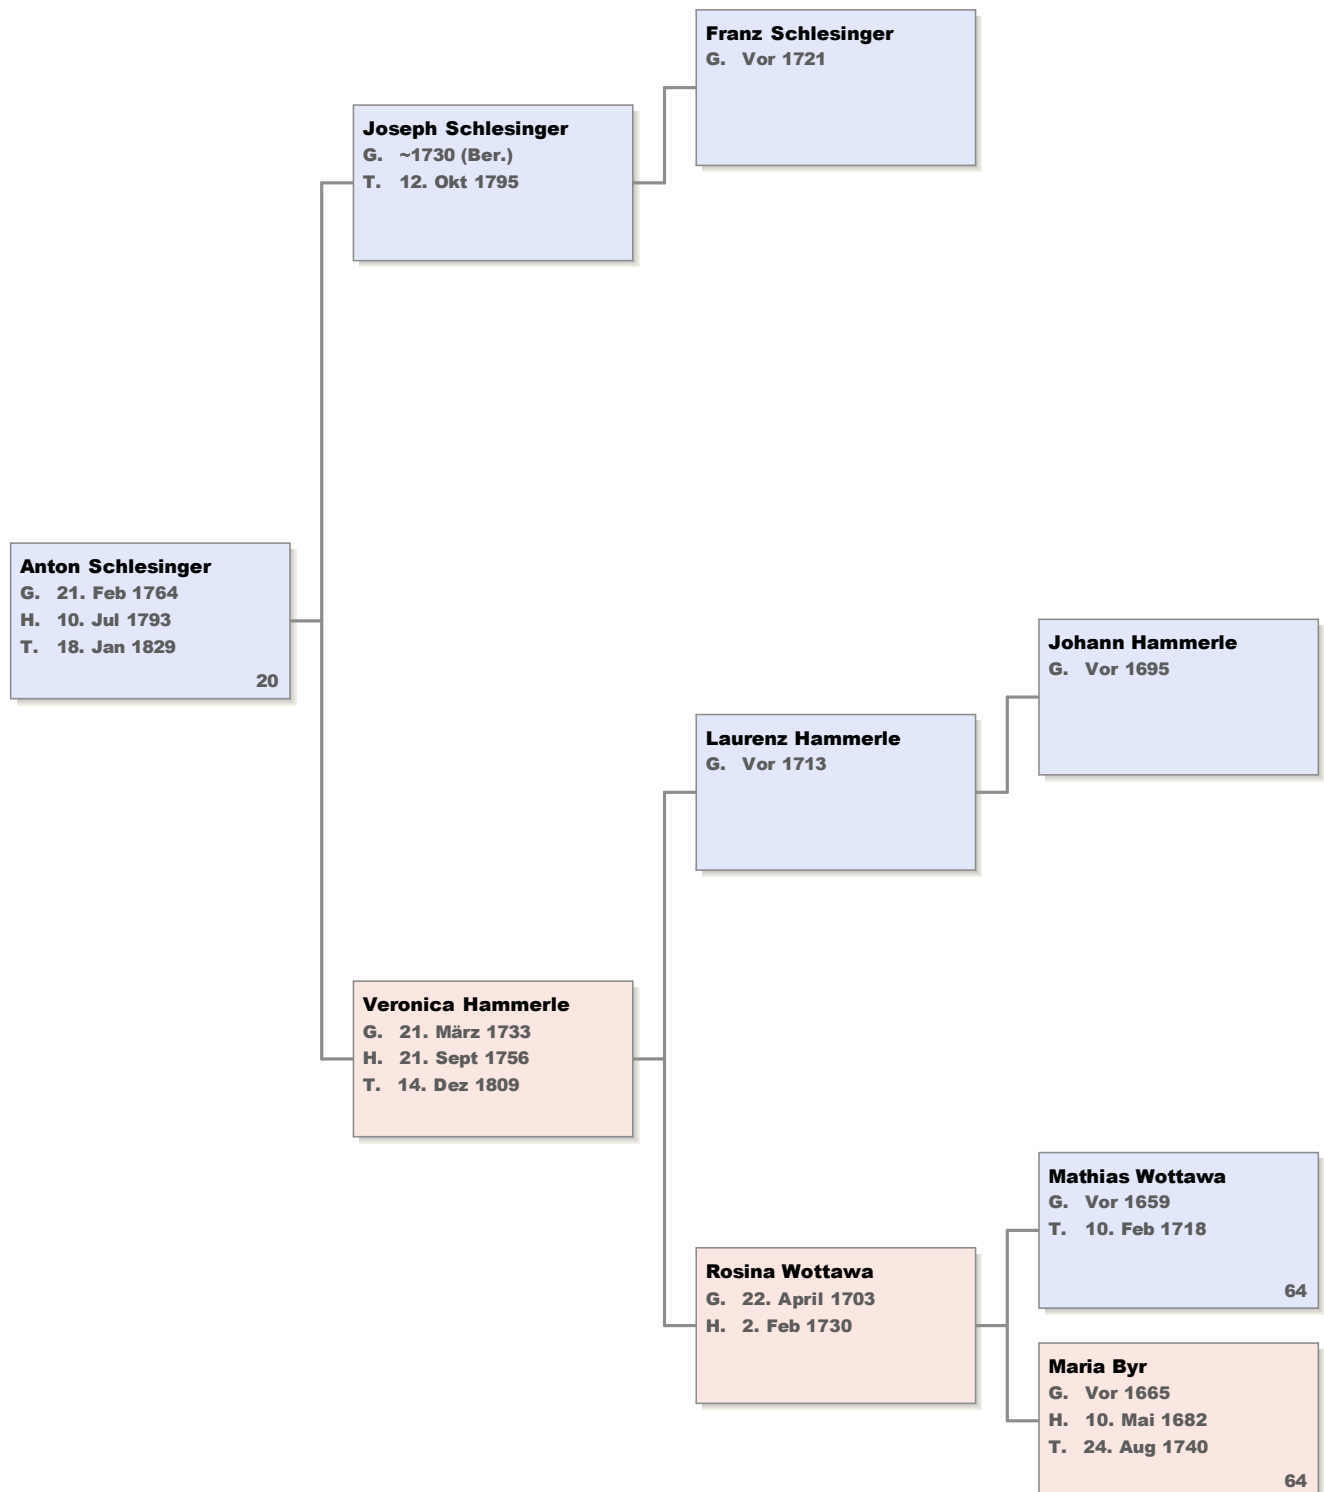 Franz Schlesinger
G. Vor 1721
Joseph Schlesinger
G. ~1730 (Ber.)
T. 12. Okt 1795
Anton Schlesinger
G. 21. Feb 1764
H. 10. Jul 1793
T. 18. Jan 1829
20
Johann Hammerle
G. Vor 1695
Laurenz Hammerle
G. Vor 1713
Veronica Hammerle
G. 21. März 1733
H. 21. Sept 1756
T. 14. Dez 1809
Mathias Wottawa
G. Vor 1659
T. 10. Feb 1718
64
Rosina Wottawa
G. 22. April 1703
H. 2. Feb 1730
Maria Byr
G. Vor 1665
H. 10. Mai 1682
T. 24. Aug 1740
64